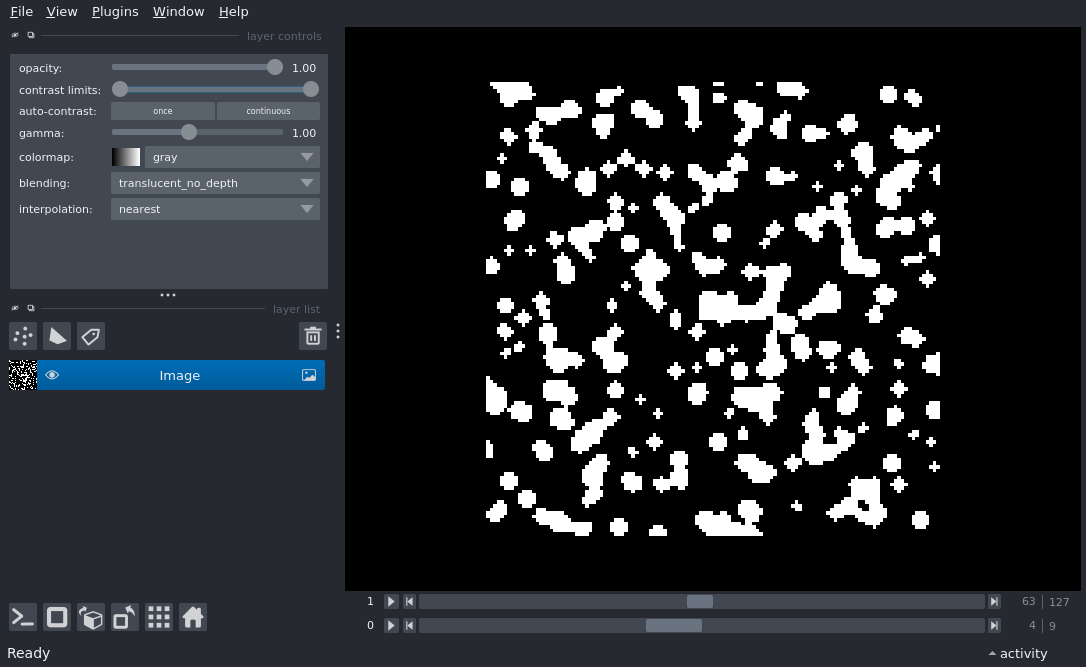 File View Plugins Window Help
layer controls
opacity: 1.00
contrast limits:
auto-contrast: once continuous
gamma: 1.00
colormap: gray
blending: translucent_no_depth
interpolation: nearest
layer list
Image
1 63 127
0 4 9
Ready activity